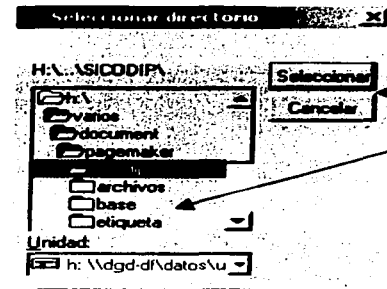 Seleccionar directorio
H:\...\SICODIP\
Seleccionar
Cancelar
h:\
varios
document
pagemaker
archivos
base
etiqueta
Unidad:
h: \\dgd-df\datos\u